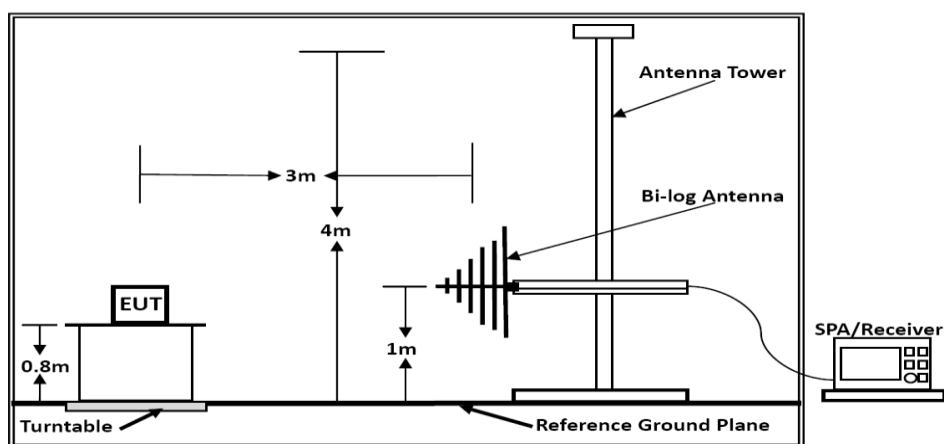 Antenna Tower
3m
Bi-log Antenna
4m
EUT
SPA/Receiver
1m
0.8m
Turntable
Reference Ground Plane